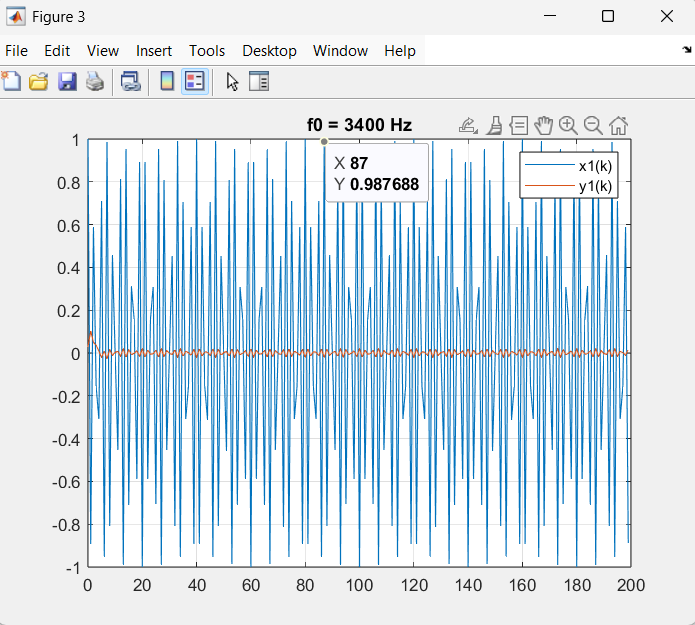 Figure 3
File Edit View Insert Tools Desktop Window Help
f0 = 3400 Hz
X 87
Y 0.987688
x1(k)
y1(k)
1
0.8
0.6
0.4
0.2
0
-0.2
-0.4
-0.6
-0.8
-1
0 20 40 60 80 100 120 140 160 180 200